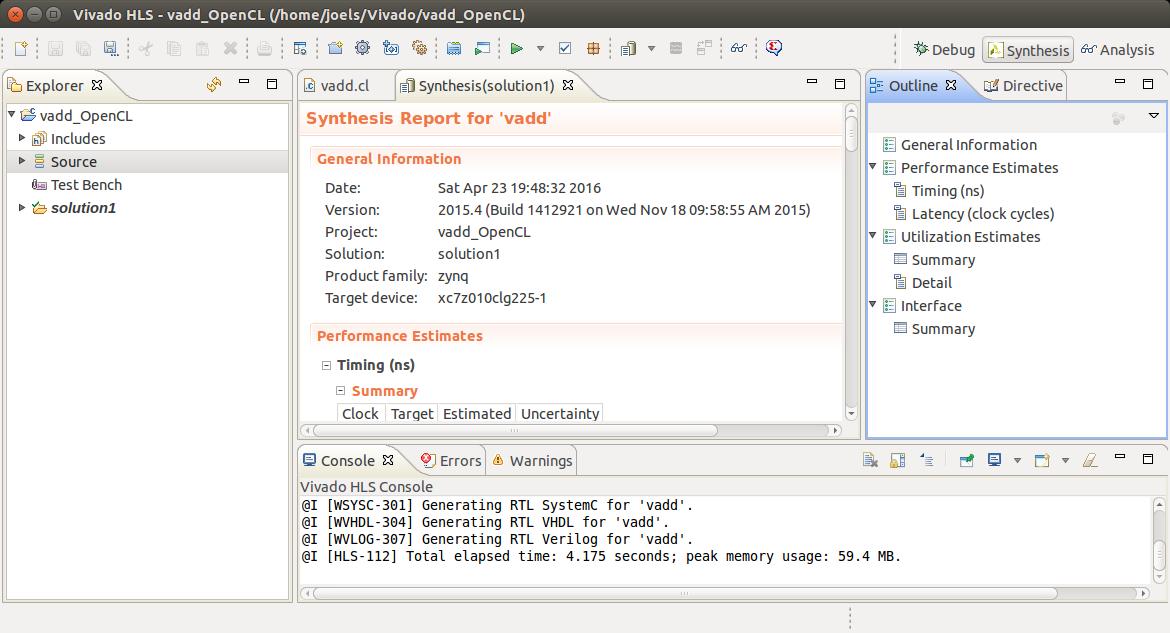 Vivado HLS - vadd_OpenCL (/home/joels/Vivado/vadd_OpenCL)
Debug Synthesis Analysis
Explorer
vadd_OpenCL
Includes
Source
Test Bench
solution1
vadd.cl Synthesis(solution1)
Synthesis Report for 'vadd'
General Information
Date: Sat Apr 23 19:48:32 2016
Version: 2015.4 (Build 1412921 on Wed Nov 18 09:58:55 AM 2015)
Project: vadd_OpenCL
Solution: solution1
Product family: zynq
Target device: xc7z010clg225-1
Performance Estimates
Timing (ns)
Summary
Clock Target Estimated Uncertainty
Outline Directive
General Information
Performance Estimates
Timing (ns)
Latency (clock cycles)
Utilization Estimates
Summary
Detail
Interface
Summary
Console Errors Warnings
Vivado HLS Console
@I [WSYSC-301] Generating RTL SystemC for 'vadd'.
@I [WVHDL-304] Generating RTL VHDL for 'vadd'.
@I [WVLOG-307] Generating RTL Verilog for 'vadd'.
@I [HLS-112] Total elapsed time: 4.175 seconds; peak memory usage: 59.4 MB.